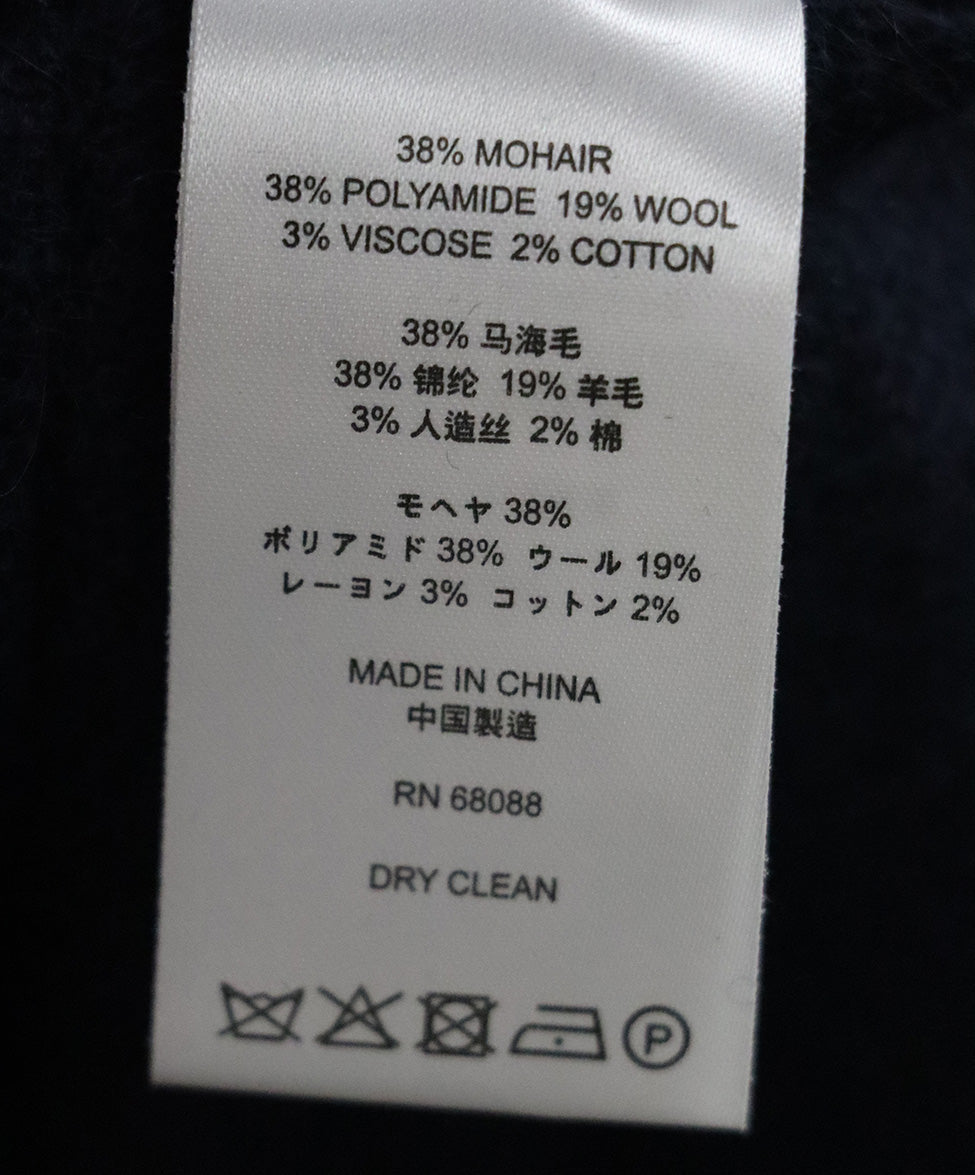 38% MOHAIR
38% POLYAMIDE 19% WOOL
3% VISCOSE 2% COTTON
38% 马海毛
38% 锦纶 19% 羊毛
3% 人造丝 2% 棉
モヘヤ 38%
ポリアミド 38% ウール 19%
レーヨン 3% コットン 2%
MADE IN CHINA
中国製造
RN 68088
DRY CLEAN
P